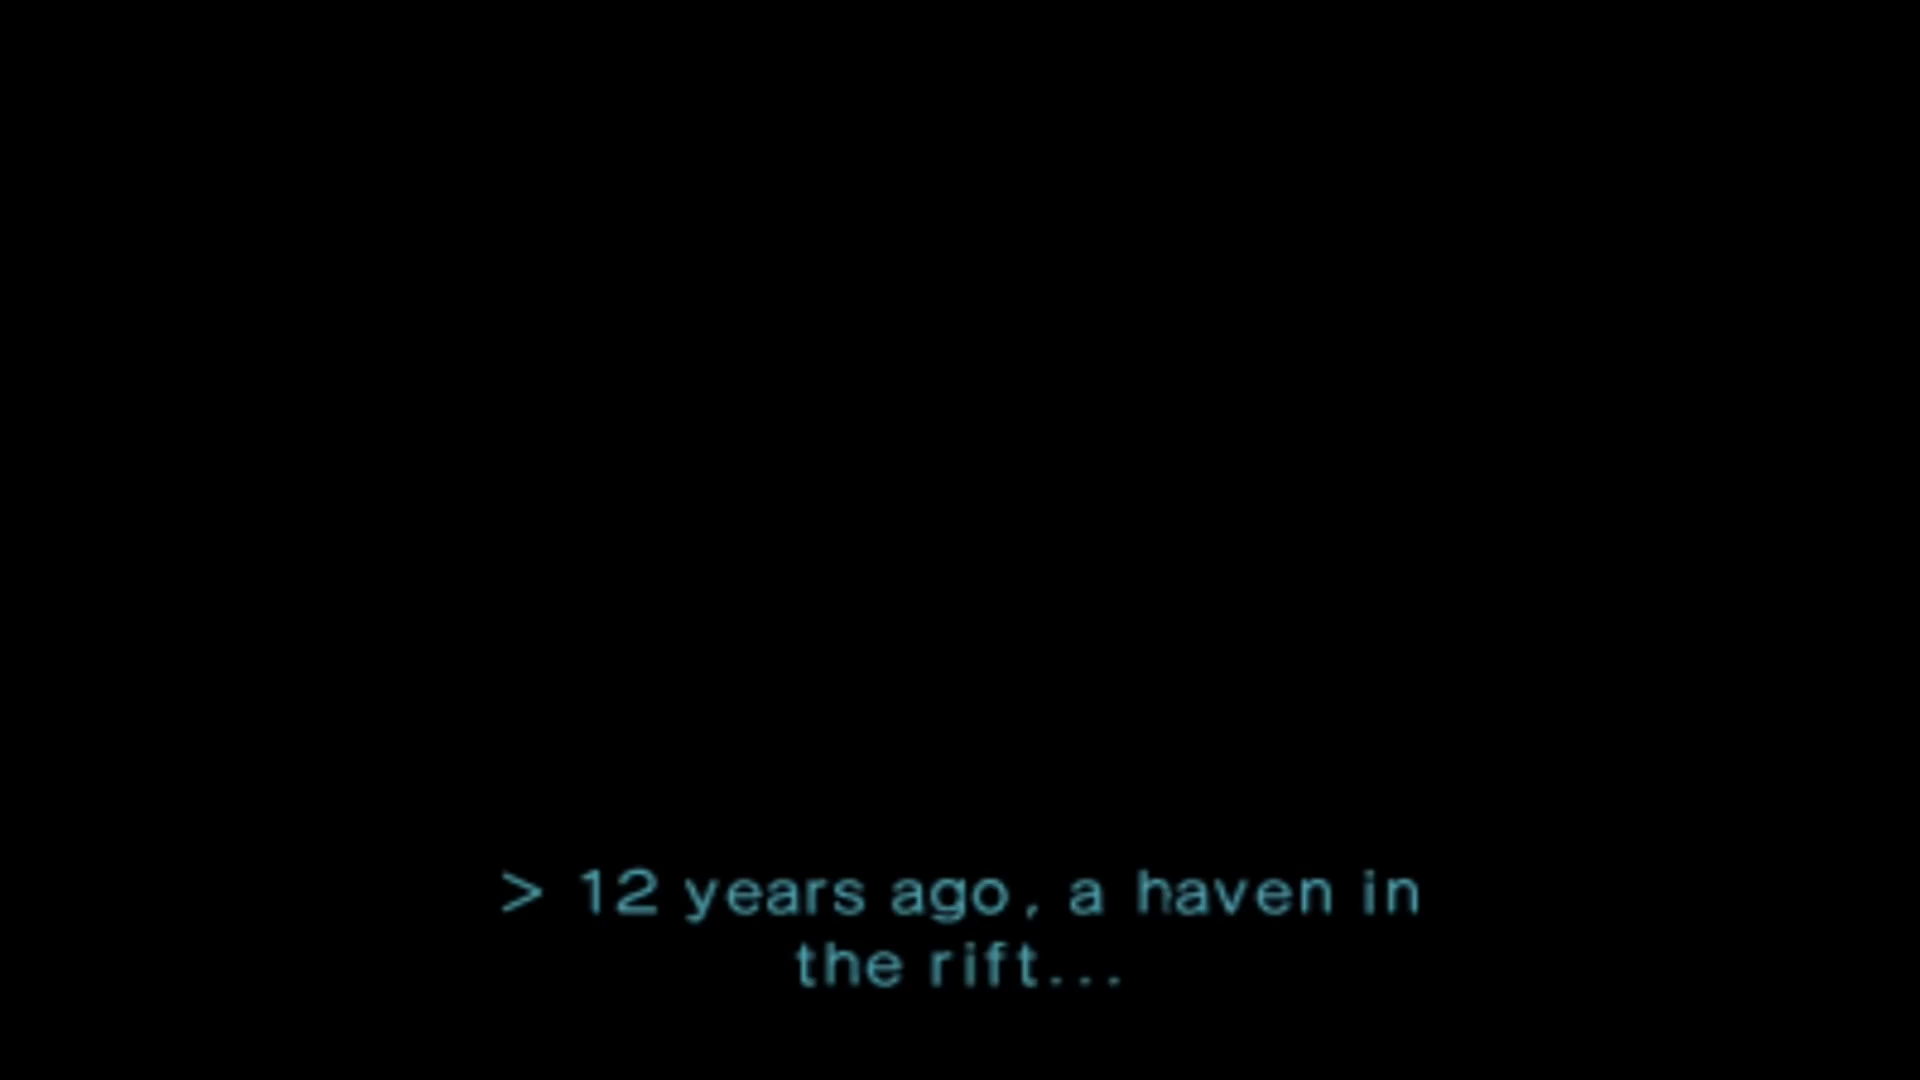 > 12 years ago, a haven in
the rift...